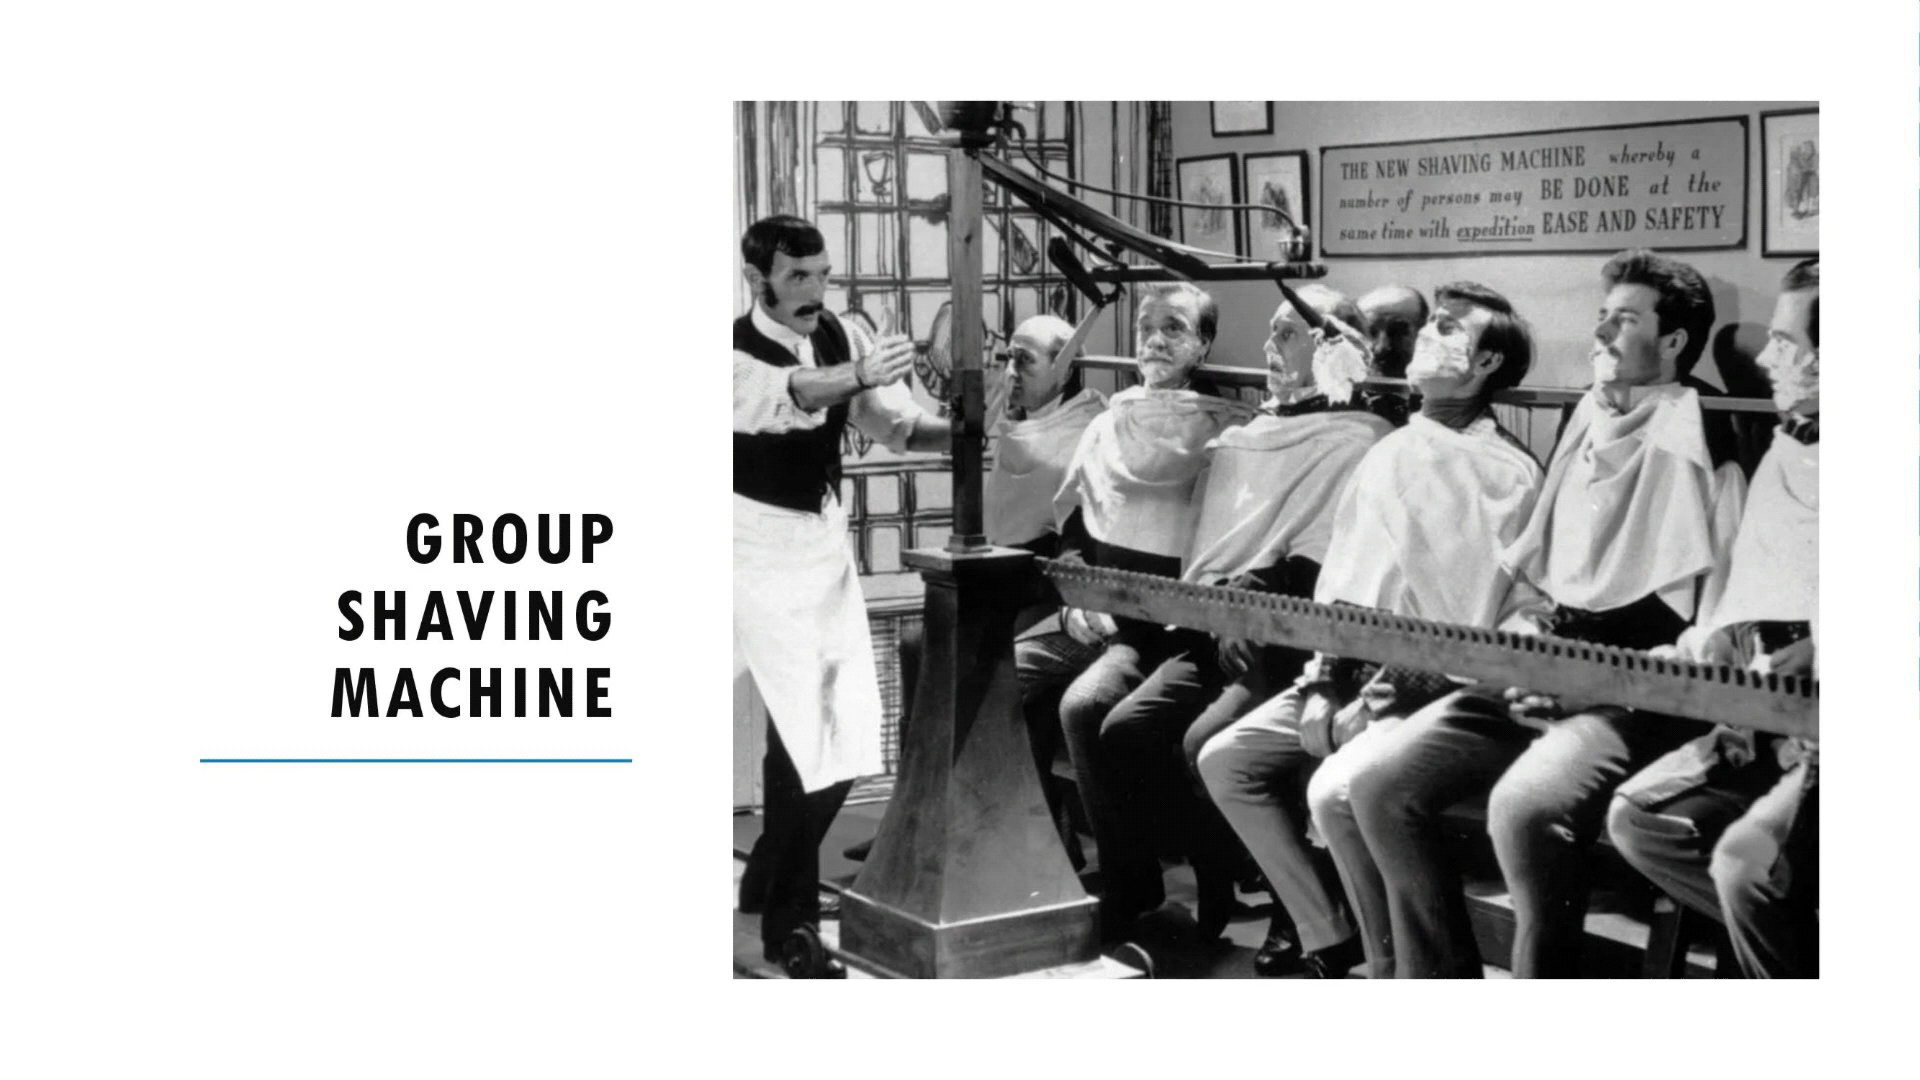 GROUP
SHAVING
MACHINE
THE NEW SHAVING MACHINE whereby a
number of persons may BE DONE at the
same time with expedition EASE AND SAFETY